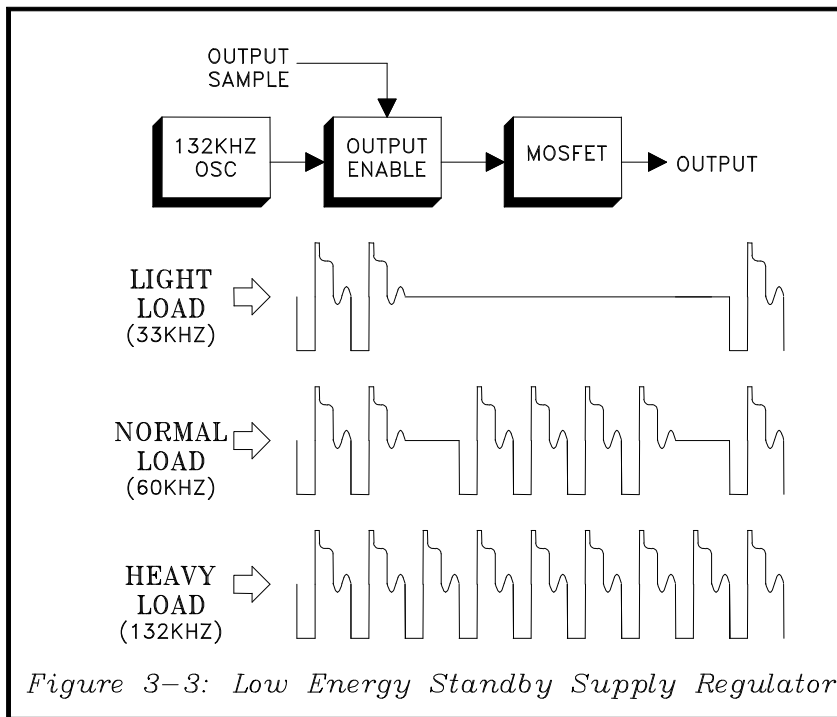 OUTPUT
SAMPLE
132KHZ
OSC
OUTPUT
ENABLE
MOSFET
OUTPUT
LIGHT
LOAD
(33KHZ)
NORMAL
LOAD
(60KHZ)
HEAVY
LOAD
(132KHZ)
Figure 3-3: Low Energy Standby Supply Regulator